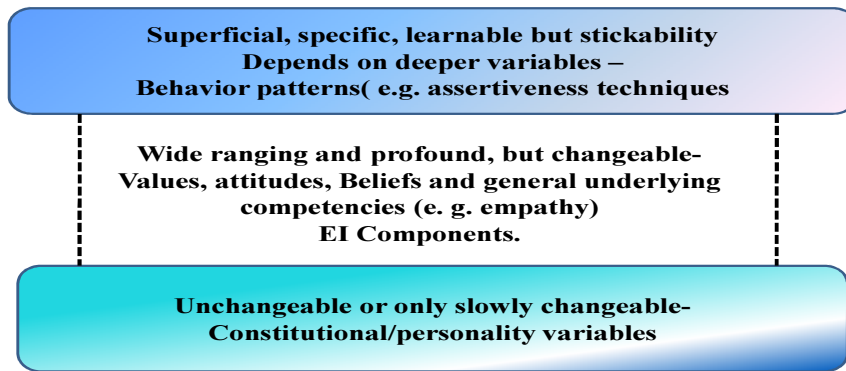 Superficial, specific, learnable but stickability
Depends on deeper variables –
Behavior patterns( e.g. assertiveness techniques
Wide ranging and profound, but changeable-
Values, attitudes, Beliefs and general underlying
competencies (e. g. empathy)
EI Components.
Unchangeable or only slowly changeable-
Constitutional/personality variables